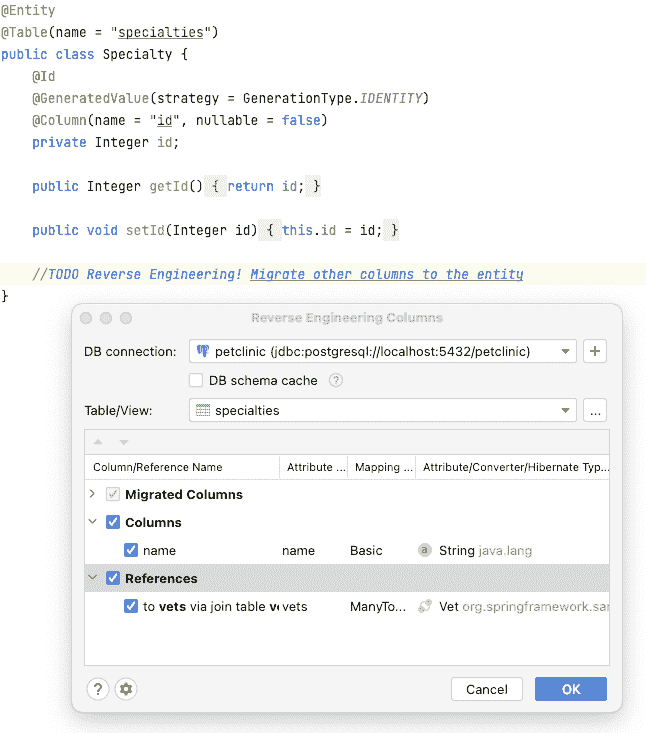 @Entity
@Table(name = "specialties")
public class Specialty {
@Id
@GeneratedValue(strategy = GenerationType.IDENTITY)
@Column(name = "id", nullable = false)
private Integer id;
public Integer getId() { return id; }
public void setId(Integer id) { this.id = id; }
//TODO Reverse Engineering! Migrate other columns to the entity
}
Reverse Engineering Columns
DB connection: petclinic (jdbc:postgresql://localhost:5432/petclinic) +
DB schema cache ?
Table/View: specialties ...
Column/Reference Name Attribute ... Mapping ... Attribute/Converter/Hibernate Typ...
Migrated Columns
Columns
name name Basic a String java.lang
References
to vets via join table vets ManyTo... Vet org.springframework.sam
? Cancel OK